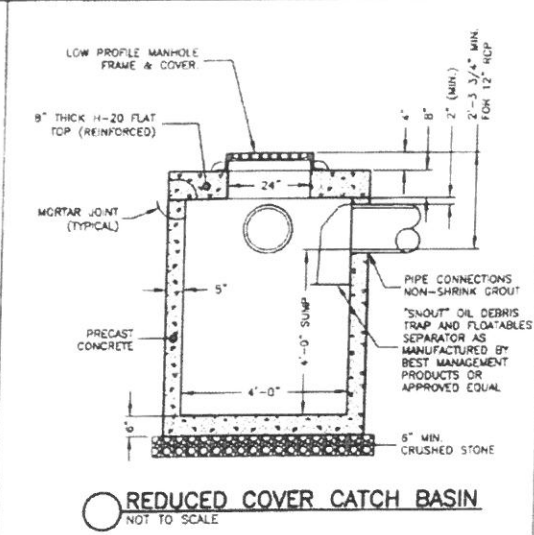 LOW PROFILE MANHOLE
FRAME & COVER
8" THICK H-20 FLAT
TOP (REINFORCED)
MORTAR JOINT
(TYPICAL)
PRECAST
CONCRETE
24"
5"
4'-0" SUMP
4'-0"
6"
4"
8"
2" (MIN.)
2'-3 3/4" MIN.
FOR 12" RCP
PIPE CONNECTIONS
NON-SHRINK GROUT
"SNOUT" OIL DEBRIS
TRAP AND FLOATABLES
SEPARATOR AS
MANUFACTURED BY
BEST MANAGEMENT
PRODUCTS OR
APPROVED EQUAL
6" MIN.
CRUSHED STONE
REDUCED COVER CATCH BASIN
NOT TO SCALE